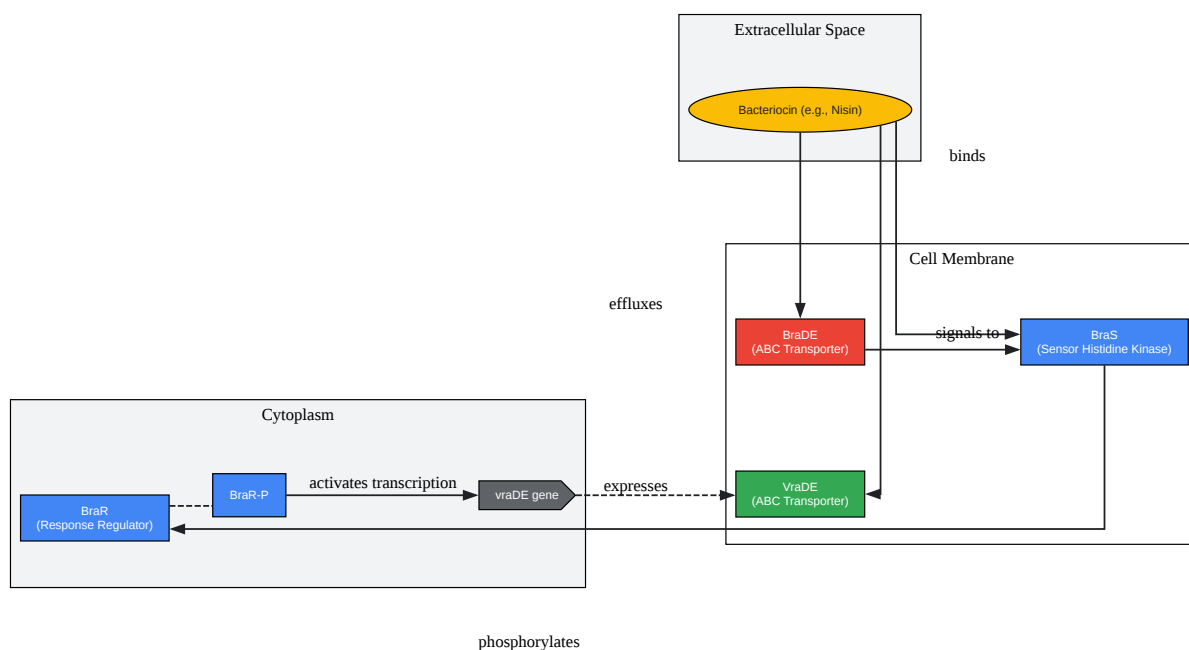 Extracellular Space
Bacteriocin (e.g., Nisin)
binds
Cell Membrane
effluxes
BraDE
(ABC Transporter)
signals to
BraS
(Sensor Histidine Kinase)
Cytoplasm
BraR-P
activates transcription
vraDE gene
expresses
VraDE
(ABC Transporter)
BraR
(Response Regulator)
phosphorylates